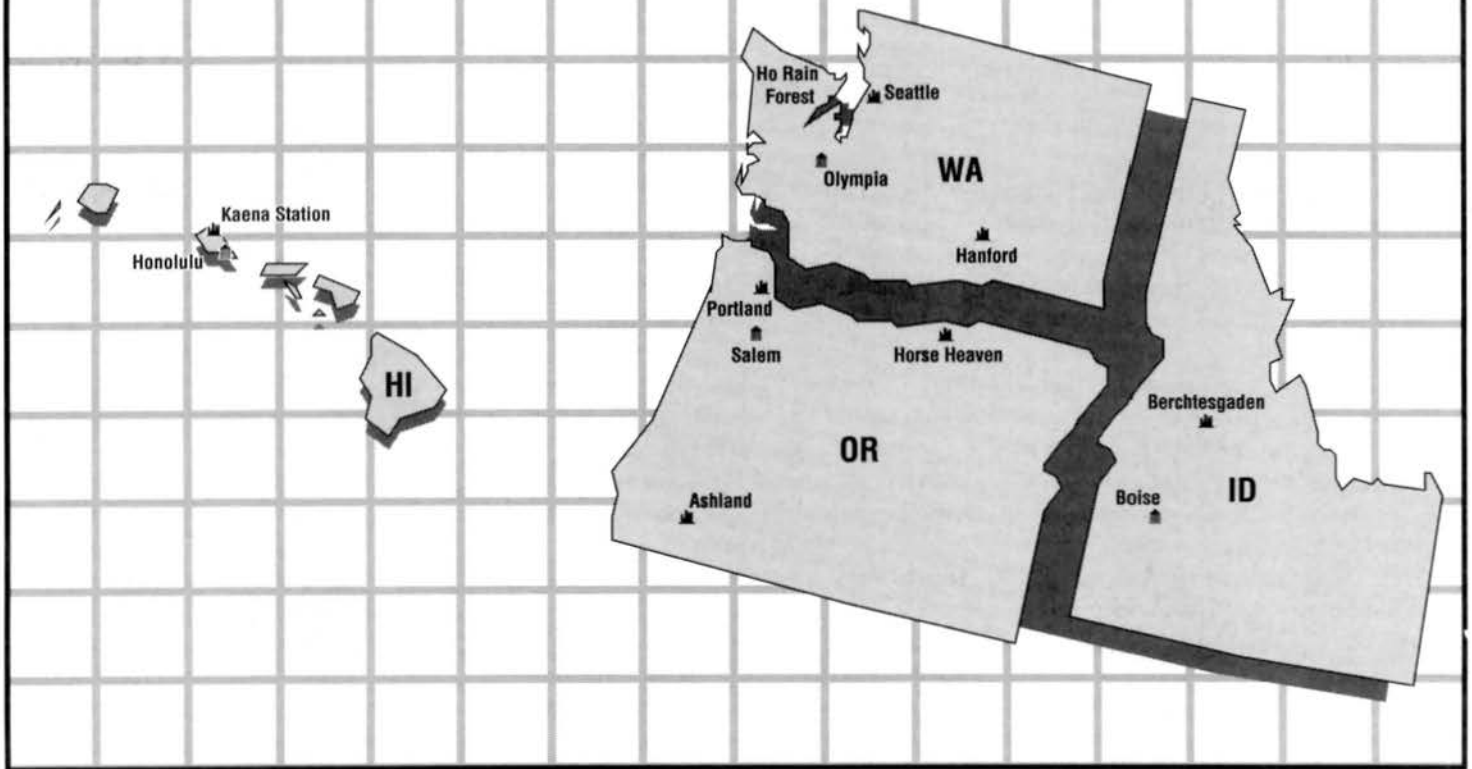 Ho Rain
Forest
Seattle
Olympia
WA
Kaena Station
Honolulu
Hanford
Portland
Salem
Horse Heaven
HI
Berchtesgaden
OR
Ashland
Boise
ID